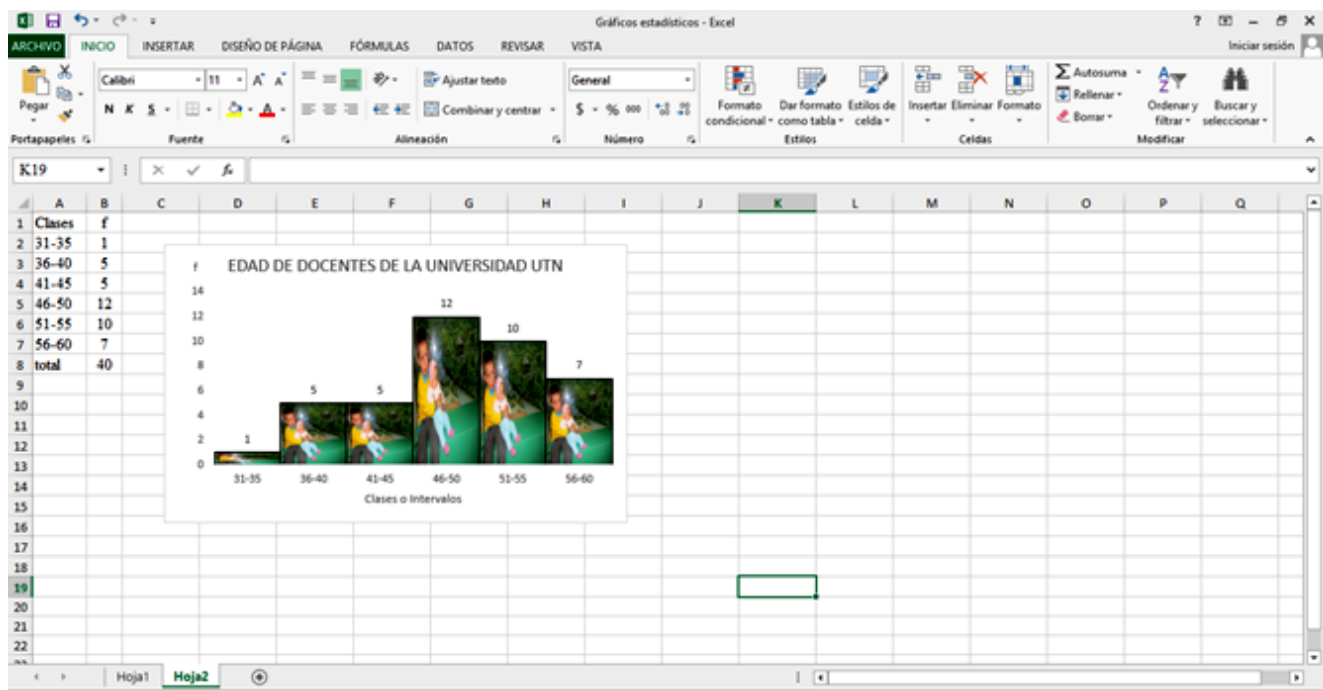 Gráficos estadísticos - Excel
ARCHIVO INICIO INSERTAR DISEÑO DE PÁGINA FÓRMULAS DATOS REVISAR VISTA Iniciar sesión
Pegar
Calibri 11
N K S
Ajustar texto
Combinar y centrar
General
$ % 000
Formato condicional
Dar formato como tabla
Estilos de celda
Insertar Eliminar Formato
Autosuma
Rellenar
Borrar
Ordenar y filtrar
Buscar y seleccionar
Portapapeles Fuente Alineación Número Estilos Celdas Modificar
K19 fx
A B C D E F G H I J K L M N O P Q
1 Clases f
2 31-35 1
3 36-40 5
4 41-45 5
5 46-50 12
6 51-55 10
7 56-60 7
8 total 40
9
10
11
12
13
14
15
16
17
18
19
20
21
22
f EDAD DE DOCENTES DE LA UNIVERSIDAD UTN
14
12
10
8
6
4
2
0
1 5 5 12 10 7
31-35 36-40 41-45 46-50 51-55 56-60
Clases o Intervalos
Hoja1 Hoja2